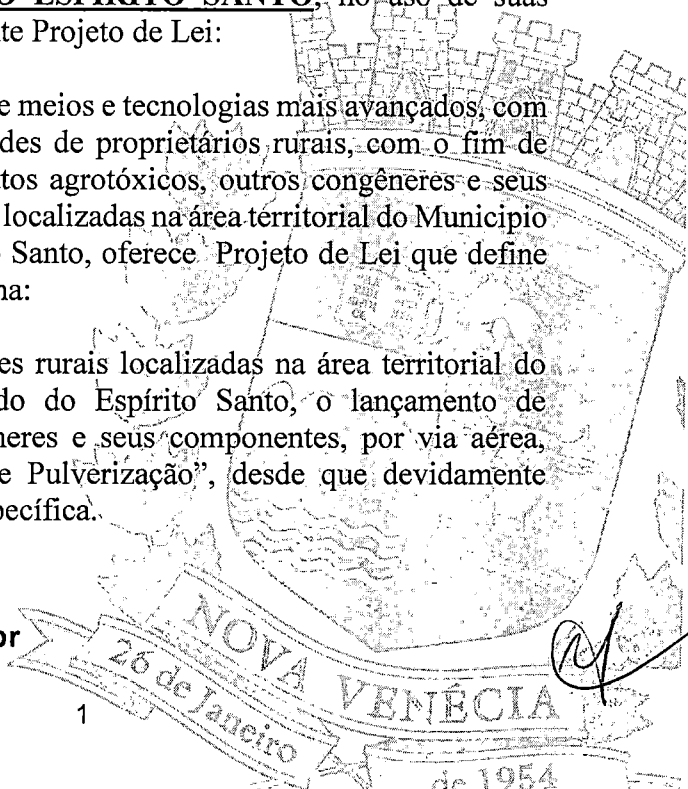 O ESPÍRITO SANTO, no uso de suas
te Projeto de Lei:
e meios e tecnologias mais avançados, com
des de proprietários rurais, com o fim de
tos agrotóxicos, outros congêneres e seus
localizadas na área territorial do Municipio
Santo, oferece Projeto de Lei que define
na:
es rurais localizadas na área territorial do
do do Espírito Santo, o lançamento de
neres e seus componentes, por via aérea,
e Pulverização”, desde que devidamente
pecífica.
or
1
NOVA VENÉCIA
26 de Janeiro
de 1954